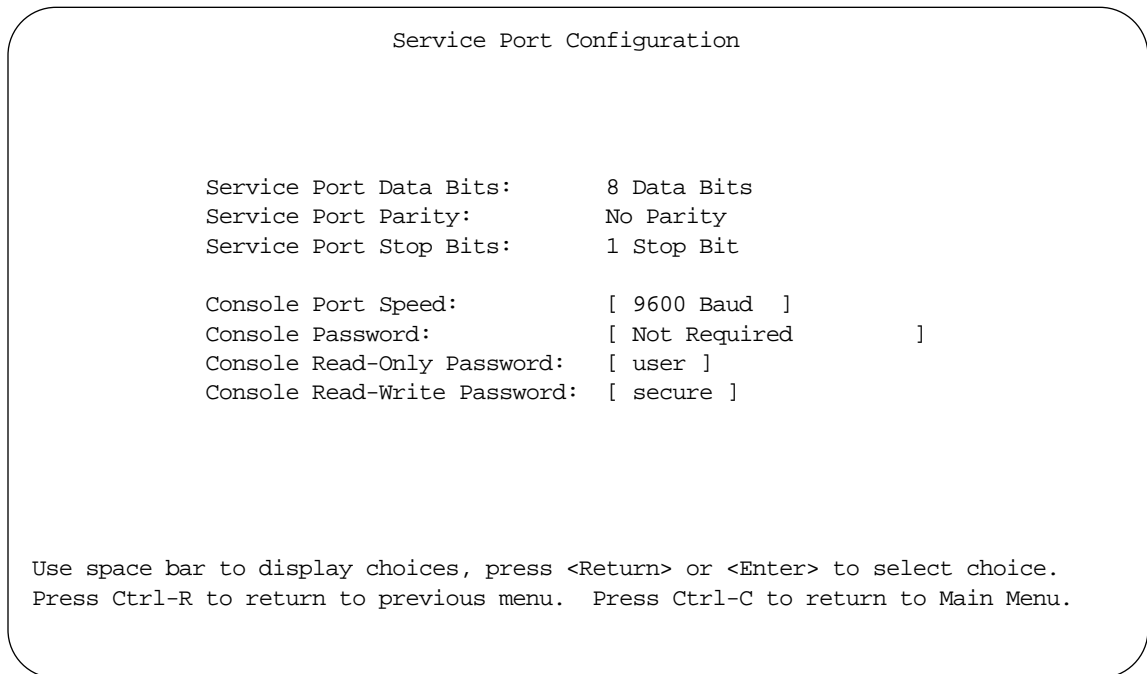 Service Port Configuration
Service Port Data Bits: 8 Data Bits
Service Port Parity: No Parity
Service Port Stop Bits: 1 Stop Bit
Console Port Speed: [ 9600 Baud ]
Console Password: [ Not Required ]
Console Read-Only Password: [ user ]
Console Read-Write Password: [ secure ]
Use space bar to display choices, press <Return> or <Enter> to select choice.
Press Ctrl-R to return to previous menu. Press Ctrl-C to return to Main Menu.